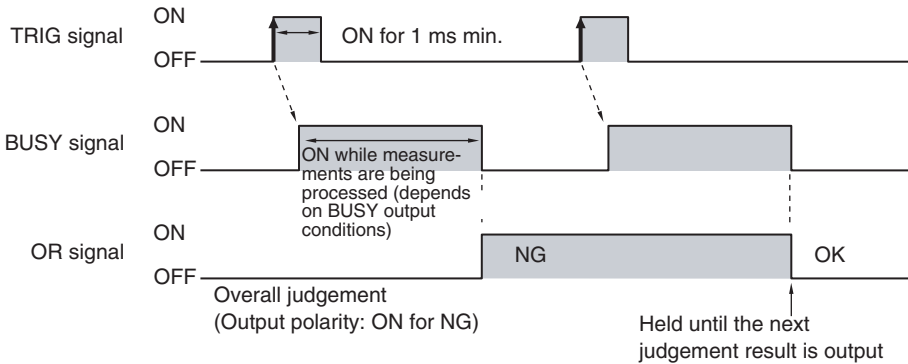 ON
TRIG signal
ON for 1 ms min.
OFF
ON
BUSY signal
OFF
ON while measure-
ments are being
processed (depends
on BUSY output
conditions)
ON
OR signal
NG
OK
OFF
Overall judgement
(Output polarity: ON for NG)
Held until the next
judgement result is output